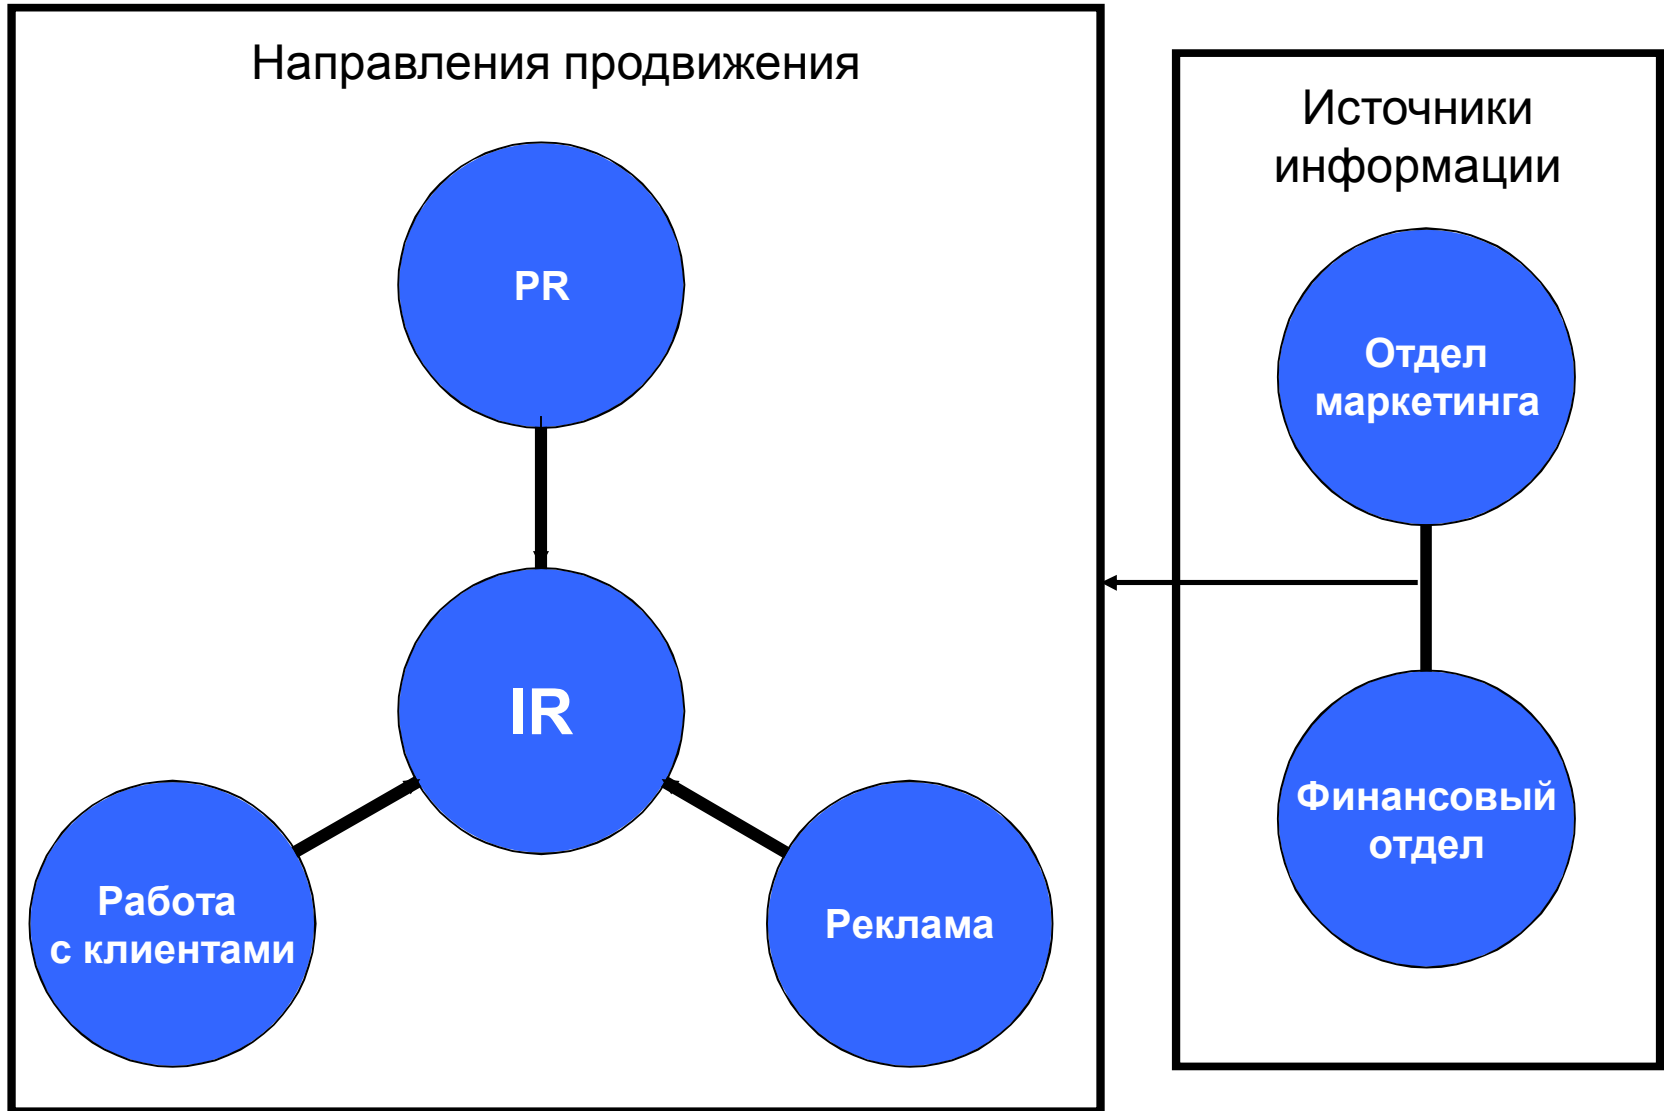 Направления продвижения
PR
IR
Работа
с клиентами
Реклама
Источники
информации
Отдел
маркетинга
Финансовый
отдел